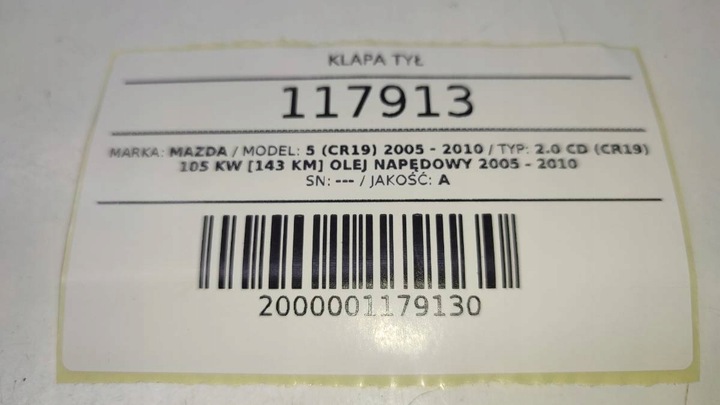 KLAPA TYŁ
117913
MARKA: MAZDA / MODEL: 5 (CR19) 2005 - 2010 / TYP: 2.0 CD (CR19)
105 KW [143 KM] OLEJ NAPĘDOWY 2005 - 2010
SN: --- / JAKOŚĆ: A
2000001179130